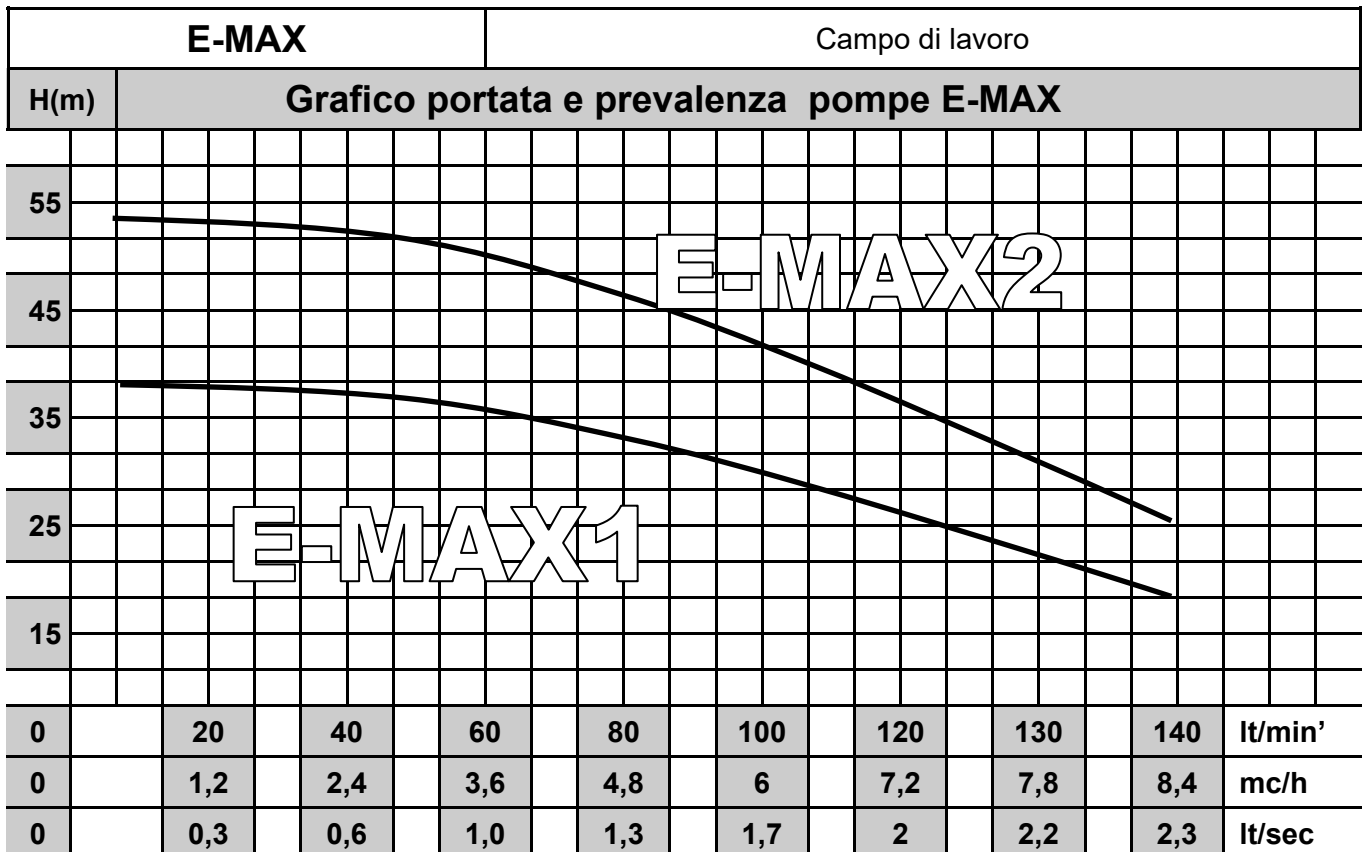 E-MAX Campo di lavoro
H(m) Grafico portata e prevalenza pompe E-MAX
55
E-MAX2
45
35
25
E-MAX1
15
0 20 40 60 80 100 120 130 140 lt/min’
0 1,2 2,4 3,6 4,8 6 7,2 7,8 8,4 mc/h
0 0,3 0,6 1,0 1,3 1,7 2 2,2 2,3 lt/sec